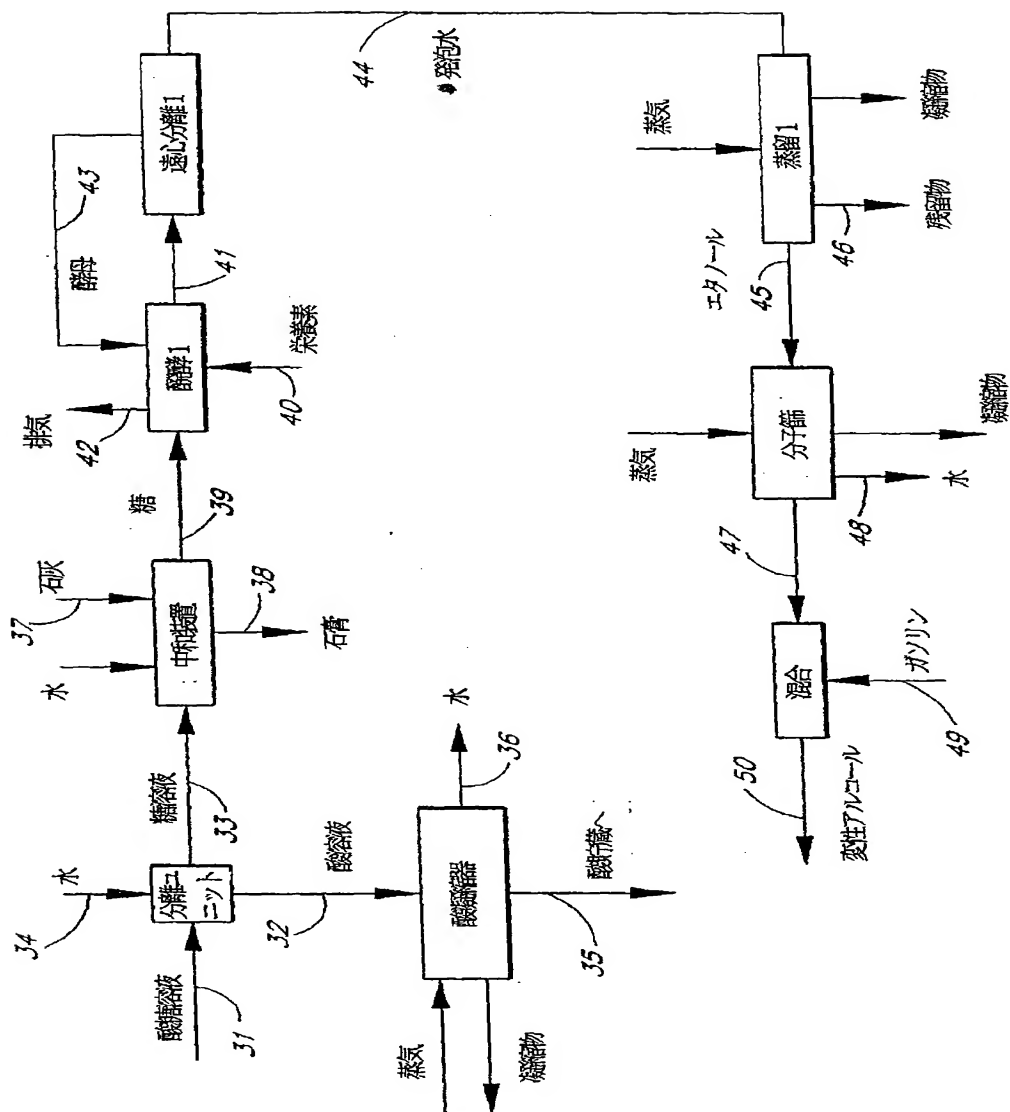 酸糖溶液
31
34
水
分離ユ
ニット
糖溶液
33
酸溶液
32
蒸気
凝縮物
酸凝縮器
水
36
酸貯蔵へ
35
水
37
石灰
中和装置
石膏
38
糖
39
排気
42
醗酵1
栄養素
40
酵母
43
41
遠心分離1
44
発泡水
蒸気
蒸留1
凝縮物
残留物
46
エタノール
45
蒸気
分子篩
凝縮物
水
48
47
混合
ガソリン
49
50
変性アルコール